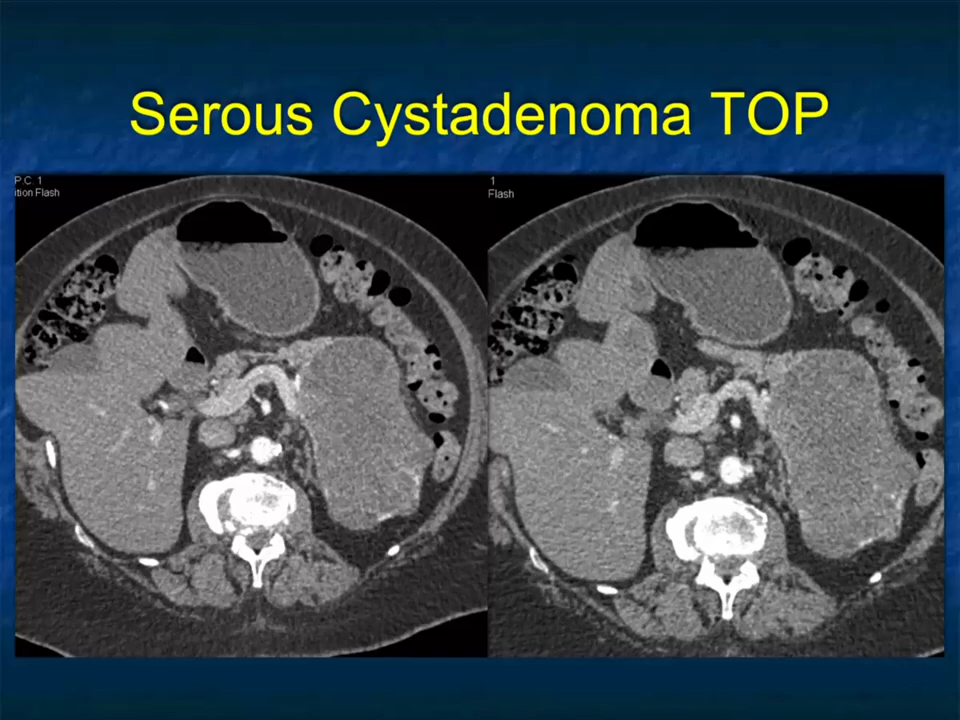 Serous Cystadenoma TOP
P.C. 1
ition Flash
1
Flash